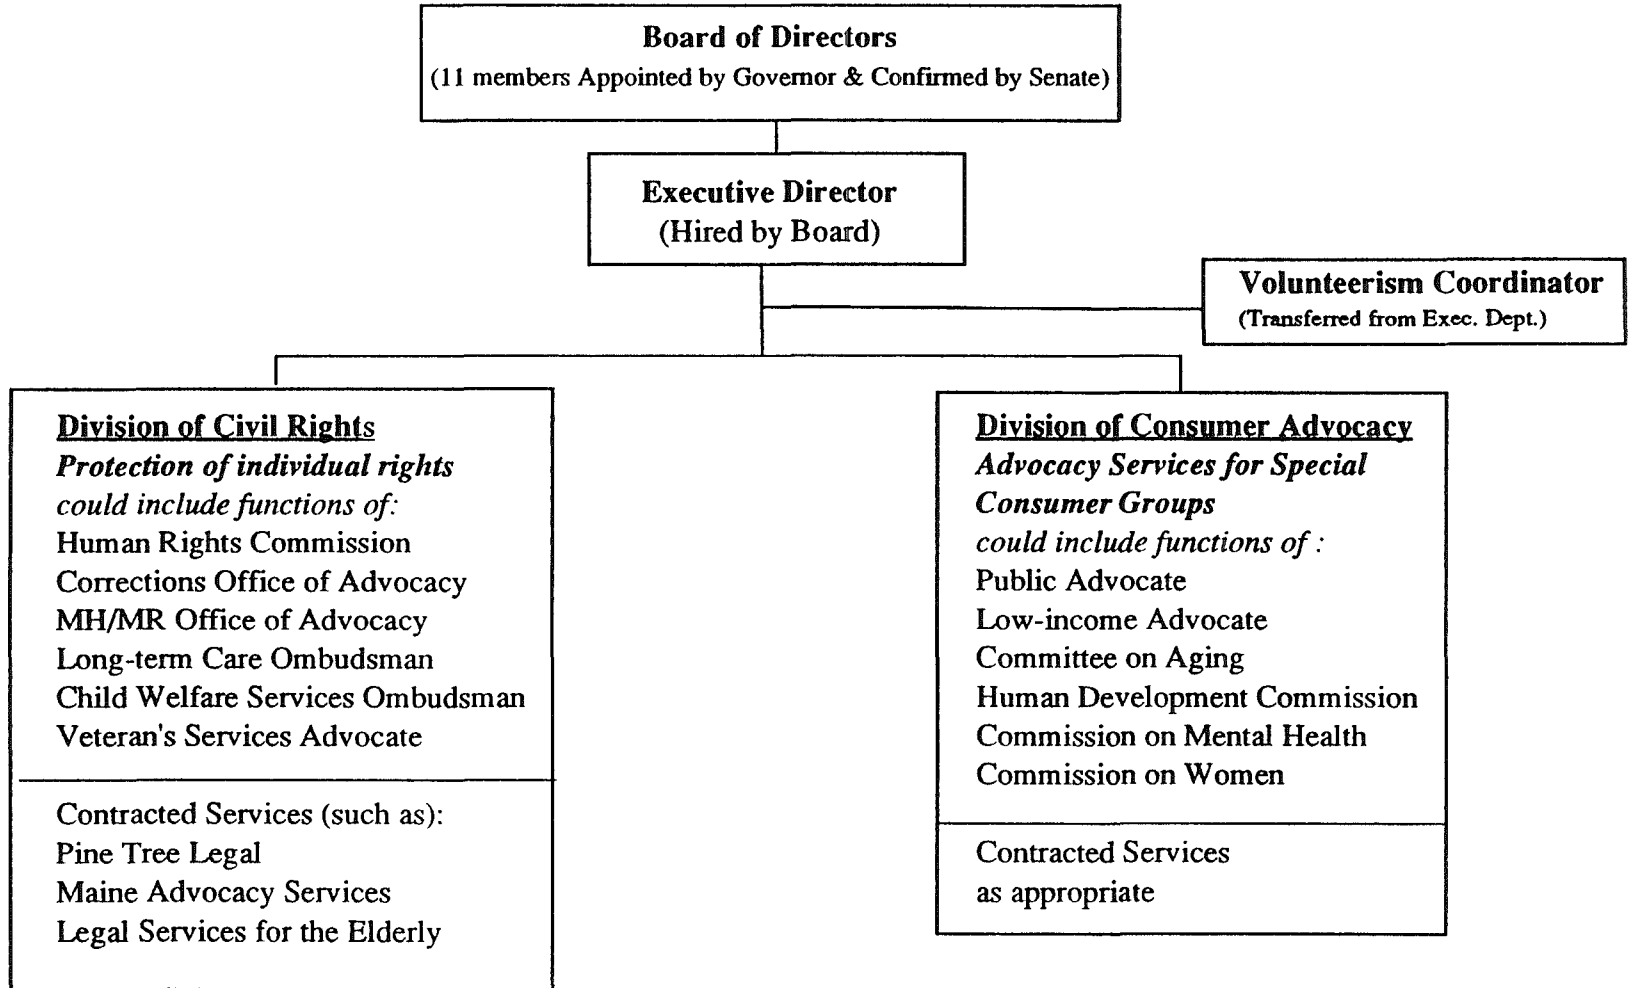 Board of Directors
(11 members Appointed by Governor & Confirmed by Senate)
Executive Director
(Hired by Board)
Volunteerism Coordinator
(Transferred from Exec. Dept.)
Division of Civil Rights
Protection of individual rights
could include functions of:
Human Rights Commission
Corrections Office of Advocacy
MH/MR Office of Advocacy
Long-term Care Ombudsman
Child Welfare Services Ombudsman
Veteran's Services Advocate
Contracted Services (such as):
Pine Tree Legal
Maine Advocacy Services
Legal Services for the Elderly
Division of Consumer Advocacy
Advocacy Services for Special
Consumer Groups
could include functions of :
Public Advocate
Low-income Advocate
Committee on Aging
Human Development Commission
Commission on Mental Health
Commission on Women
Contracted Services
as appropriate